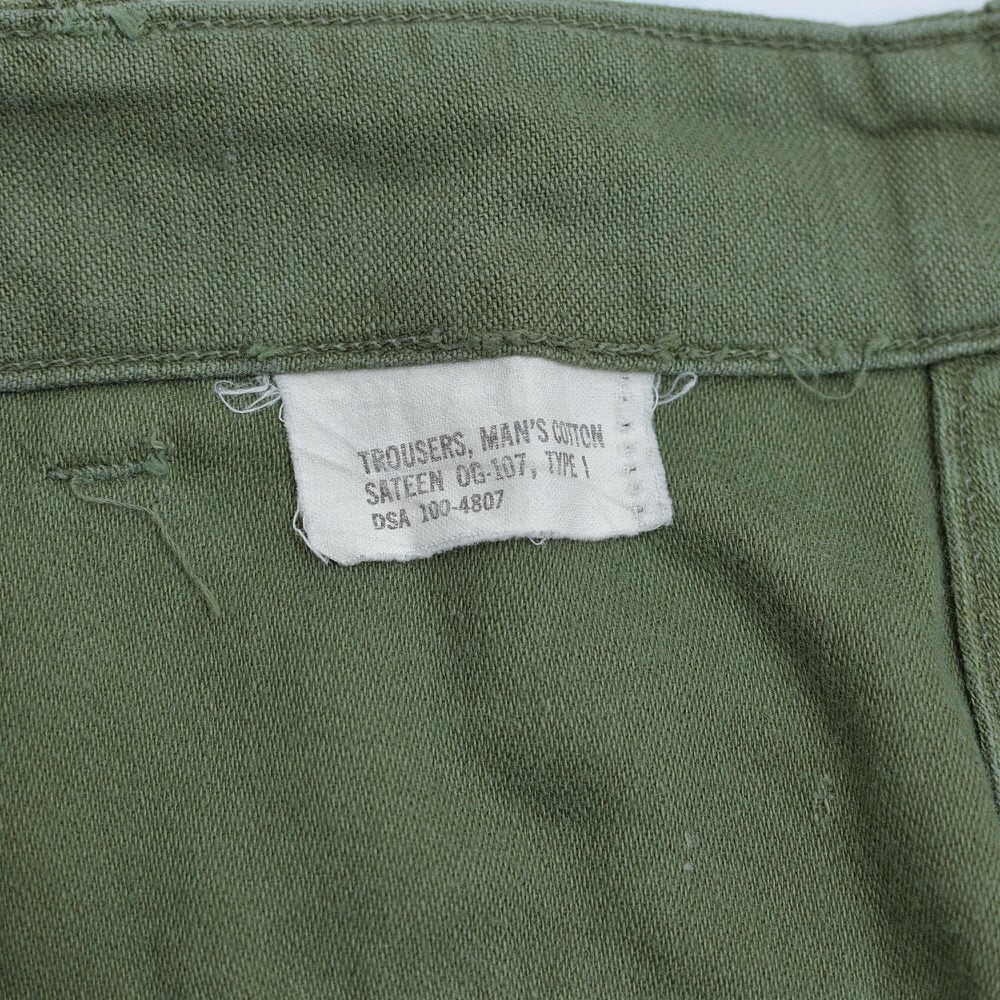 TROUSERS, MAN'S COTTON
SATEEN OG-107, TYPE I
DSA 100-4807